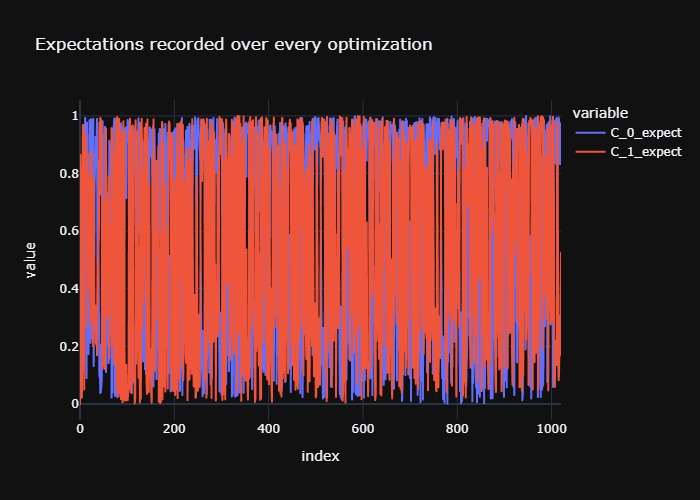 Expectations recorded over every optimization
variable
C_0_expect
C_1_expect
1
0.8
0.6
0.4
0.2
0
value
0 200 400 600 800 1000
index